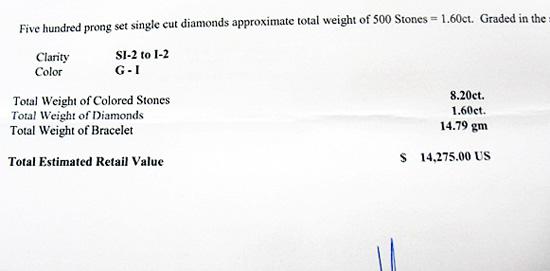 Five hundred prong set single cut diamonds approximate total weight of 500 Stones = 1.60ct. Graded in the
Clarity SI-2 to I-2
Color G - I
Total Weight of Colored Stones 8.20ct.
Total Weight of Diamonds 1.60ct.
Total Weight of Bracelet 14.79 gm
Total Estimated Retail Value $ 14,275.00 US